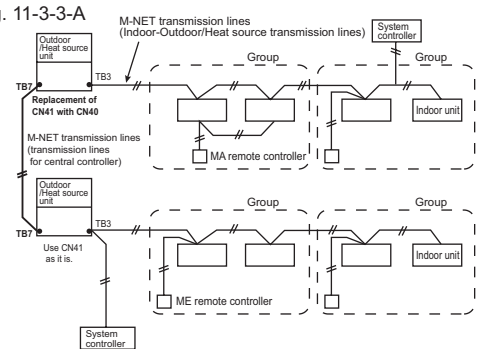 g. 11-3-3-A
M-NET transmission lines
(Indoor-Outdoor/Heat source transmission lines)
System
controller
Outdoor
/Heat source
unit
Group
Group
TB7
TB3
Replacement of
CN41 with CN40
Indoor unit
MA remote controller
M-NET transmission lines
(transmission lines
for central controller)
Outdoor
/Heat source
unit
Group
Group
TB7
TB3
Use CN41
as it is.
Indoor unit
ME remote controller
System
controller